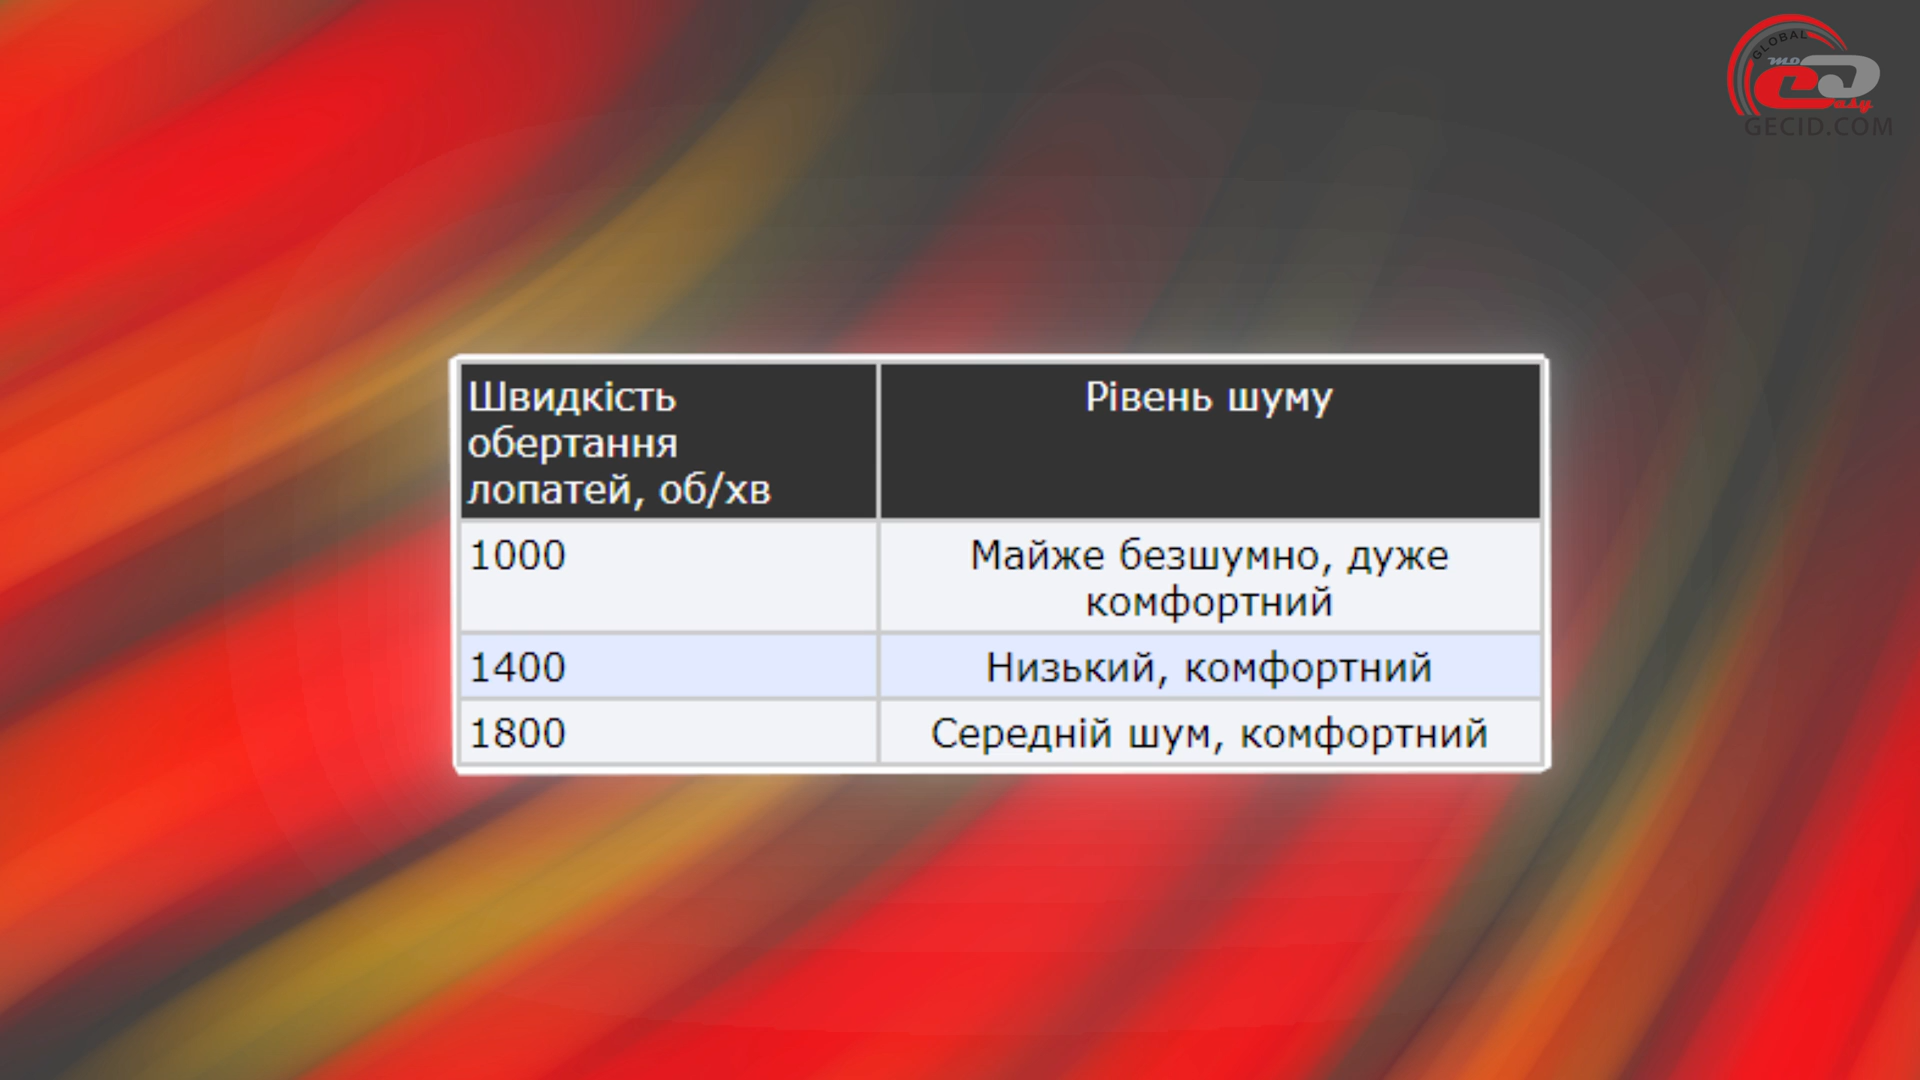 GLOBAL
GECID.COM
Швидкість
обертання
лопатей, об/хв
Рівень шуму
1000
Майже безшумно, дуже
комфортний
1400
Низький, комфортний
1800
Середній шум, комфортний